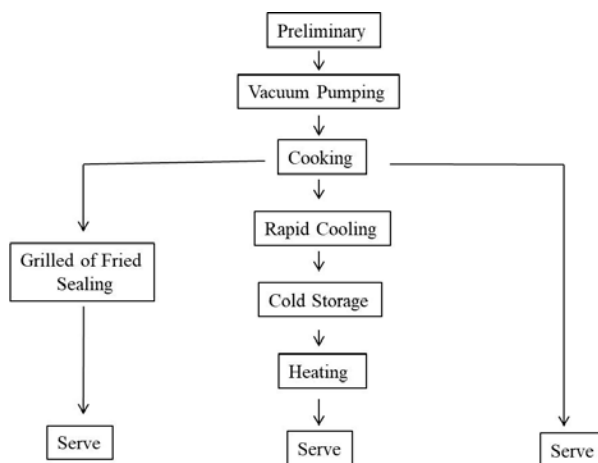 Preliminary
Vacuum Pumping
Cooking
Rapid Cooling
Grilled of Fried
Sealing
Cold Storage
Heating
Serve
Serve
Serve